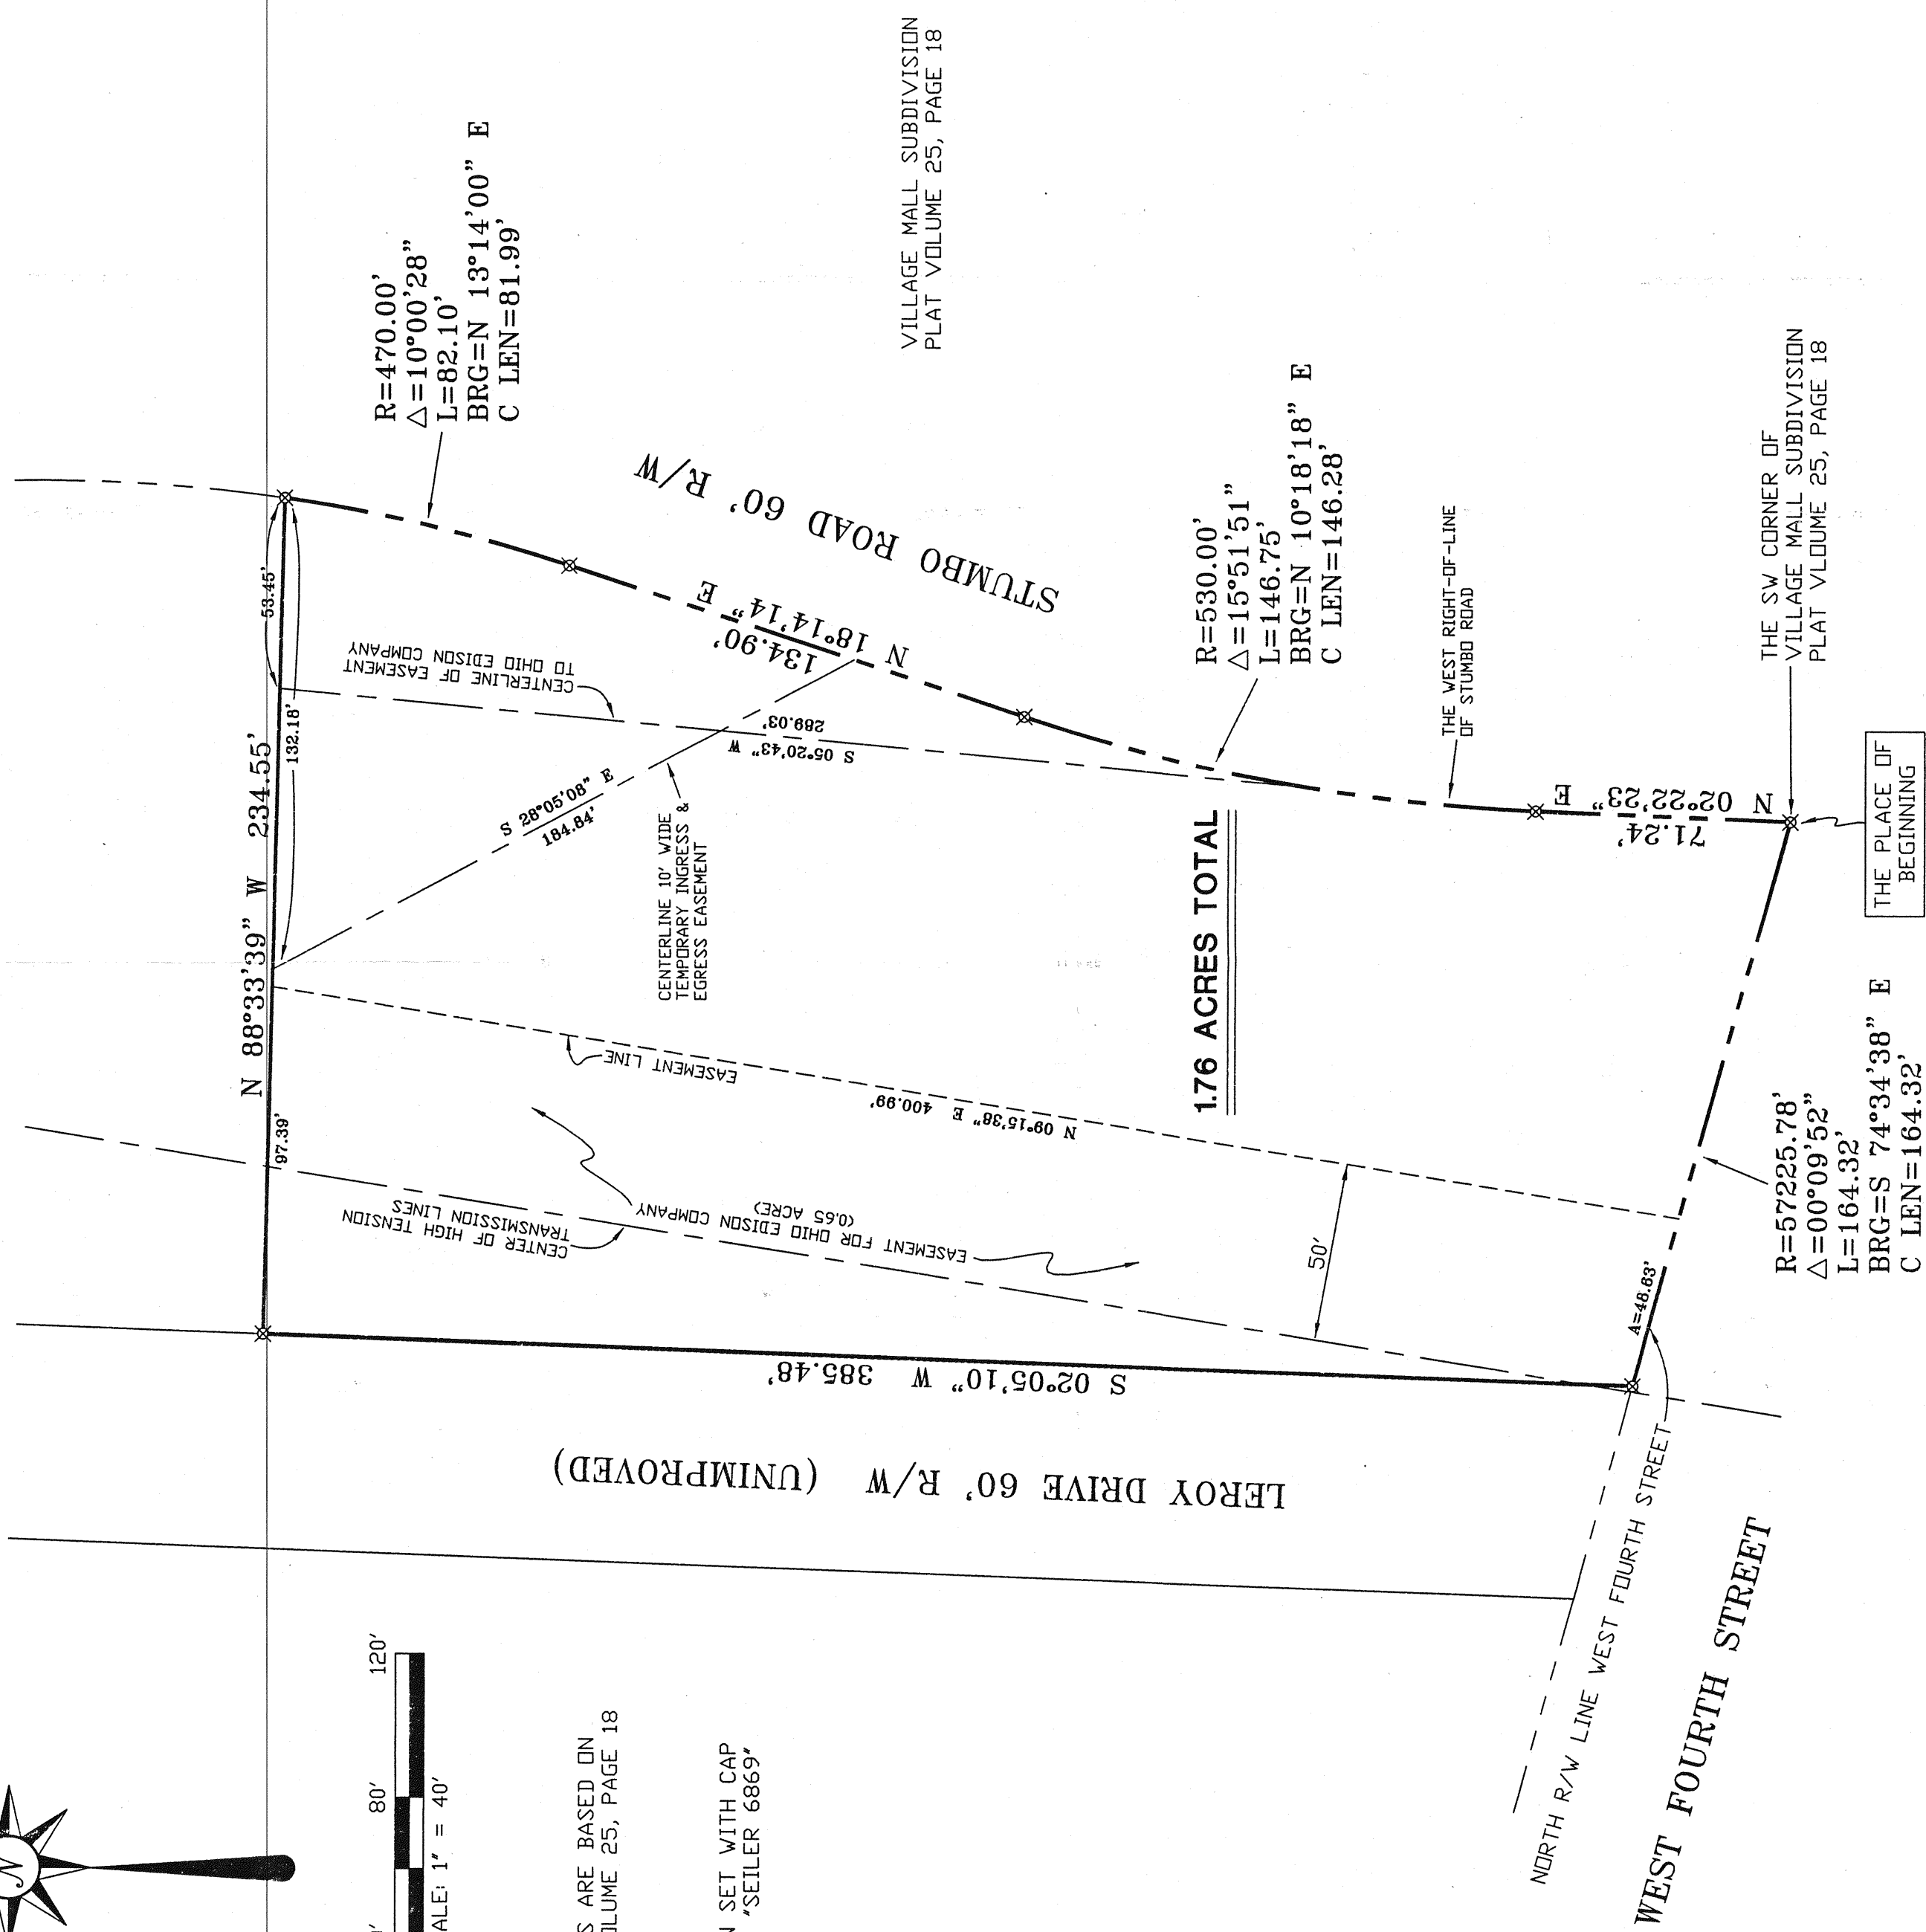 R=470.00'
△=10°00'28"
L=82.10'
BRG=N 13°14'00" E
C LEN=81.99'
VILLAGE MALL SUBDIVISION
PLAT VOLUME 25, PAGE 18
STUMBO ROAD 60' R/W
N 18°14'14" E
134.90'
53.45'
132.18'
N 88°33'39" W 234.55'
97.39'
CENTERLINE OF EASEMENT
TO OHIO EDISON COMPANY
289.03'
S 05°20'43" W
S 28°05'08" E
184.84'
CENTERLINE 10' WIDE
TEMPORARY INGRESS &
EGRESS EASEMENT
R=530.00'
△=15°51'51"
L=146.75'
BRG=N 10°18'18" E
C LEN=146.28'
THE WEST RIGHT-OF-LINE
OF STUMBO ROAD
THE SW CORNER OF
VILLAGE MALL SUBDIVISION
PLAT VLOUME 25, PAGE 18
N 02°22'23" E
71.24'
THE PLACE OF
BEGINNING
1.76 ACRES TOTAL
EASEMENT LINE
N 09°15'38" E 400.99'
CENTER OF HIGH TENSION
TRANSMISSION LINES
EASEMENT FOR OHIO EDISON COMPANY
(0.65 ACRE)
50'
A=48.63'
R=57225.78'
△=00°09'52"
L=164.32'
BRG=S 74°34'38" E
C LEN=164.32'
S 02°05'10" W 385.48'
LEROY DRIVE 60' R/W (UNIMPROVED)
NORTH R/W LINE WEST FOURTH STREET
WEST FOURTH STREET
80' 120'
ALE: 1" = 40'
S ARE BASED ON
OLUME 25, PAGE 18
N SET WITH CAP
"SEILER 6869"